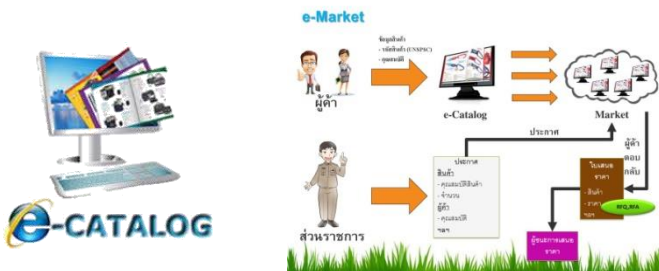 e-CATALOG
e-Market
ข้อมูลสินค้า
- รหัสสินค้า (UNSPSC)
- คุณสมบัติ
ผู้ค้า
e-Catalog
Market
ประกาศ
ผู้ค้า
ตอบ
กลับ
ส่วนราชการ
ประกาศ
สินค้า
- คุณสมบัติสินค้า
- จำนวน
ผู้ค้า
- คุณสมบัติ
ฯลฯ
ใบเสนอ
ราคา
- สินค้า
- ราคา
ฯลฯ
RFQ,RFA
ผู้ชนะการเสนอ
ราคา